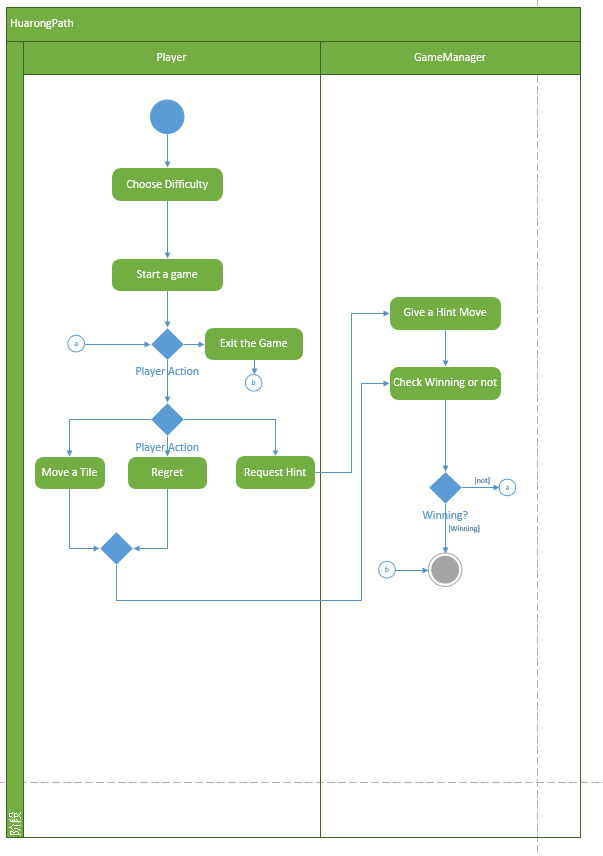 HuarongPath
Player
GameManager
Choose Difficulty
Start a game
Give a Hint Move
a
Exit the Game
Player Action
b
Check Winning or not
Player Action
Move a Tile
Regret
Request Hint
[not]
a
Winning?
[Winning]
b
阶段